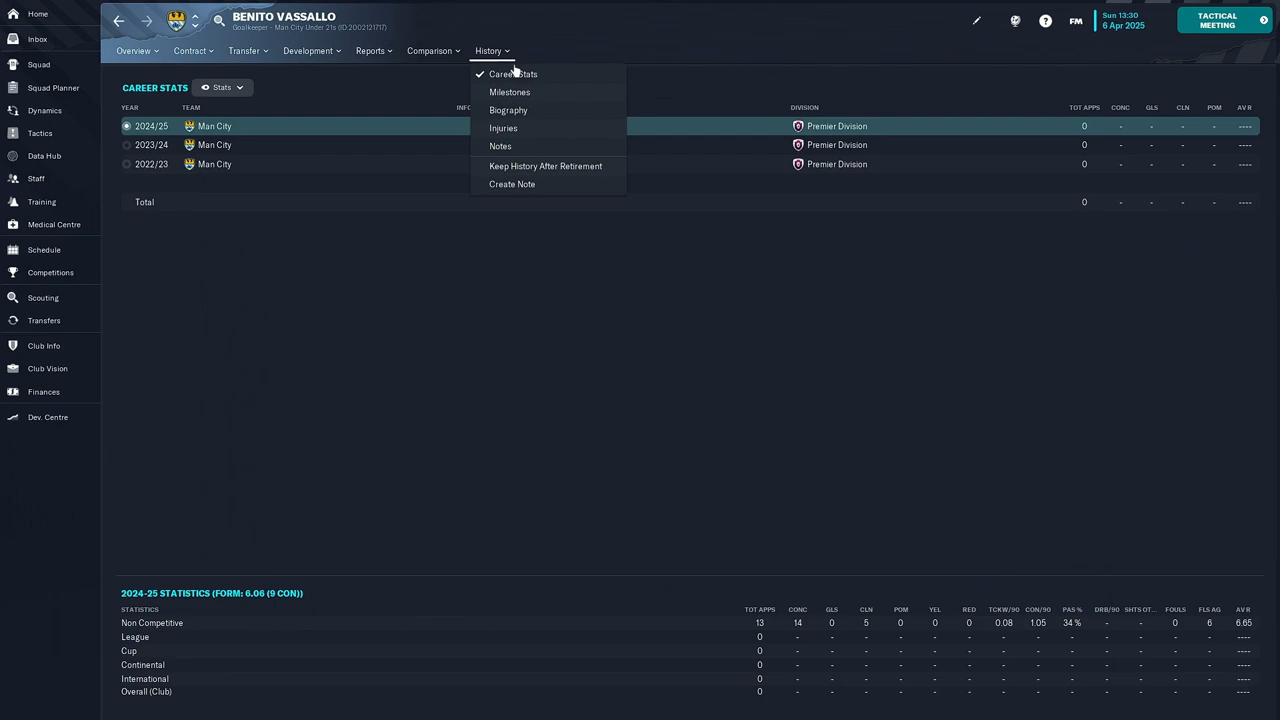 Home
Inbox
Squad
Squad Planner
Dynamics
Tactics
Data Hub
Staff
Training
Medical Centre
Schedule
Competitions
Scouting
Transfers
Club Info
Club Vision
Finances
Dev. Centre
BENITO VASSALLO
Goalkeeper - Man City Under 21s (ID:2002121717)
FM
Sun 13:30
6 Apr 2025
TACTICAL
MEETING
Overview Contract Transfer Development Reports Comparison History
Career Stats
Milestones
Biography
Injuries
Notes
Keep History After Retirement
Create Note
CAREER STATS Stats
YEAR TEAM INFO DIVISION TOT APPS CONC GLS CLN POM AV R
2024/25 Man City Premier Division 0 - - - - ----
2023/24 Man City Premier Division 0 - - - - ----
2022/23 Man City Premier Division 0 - - - - ----
Total 0 - - - - ----
2024-25 STATISTICS (FORM: 6.06 (9 CON))
STATISTICS TOT APPS CONC GLS CLN POM YEL RED TCKW/90 CON/90 PAS % DRB/90 SHTS OT... FOULS FLS AG AV R
Non Competitive 13 14 0 5 0 0 0 0.08 1.05 34 % - - 0 6 6.65
League 0 - - - - - - - - - - - - - ----
Cup 0 - - - - - - - - - - - - - ----
Continental 0 - - - - - - - - - - - - - ----
International 0 - - - - - - - - - - - - - ----
Overall (Club) 0 - - - - - - - - - - - - - ----